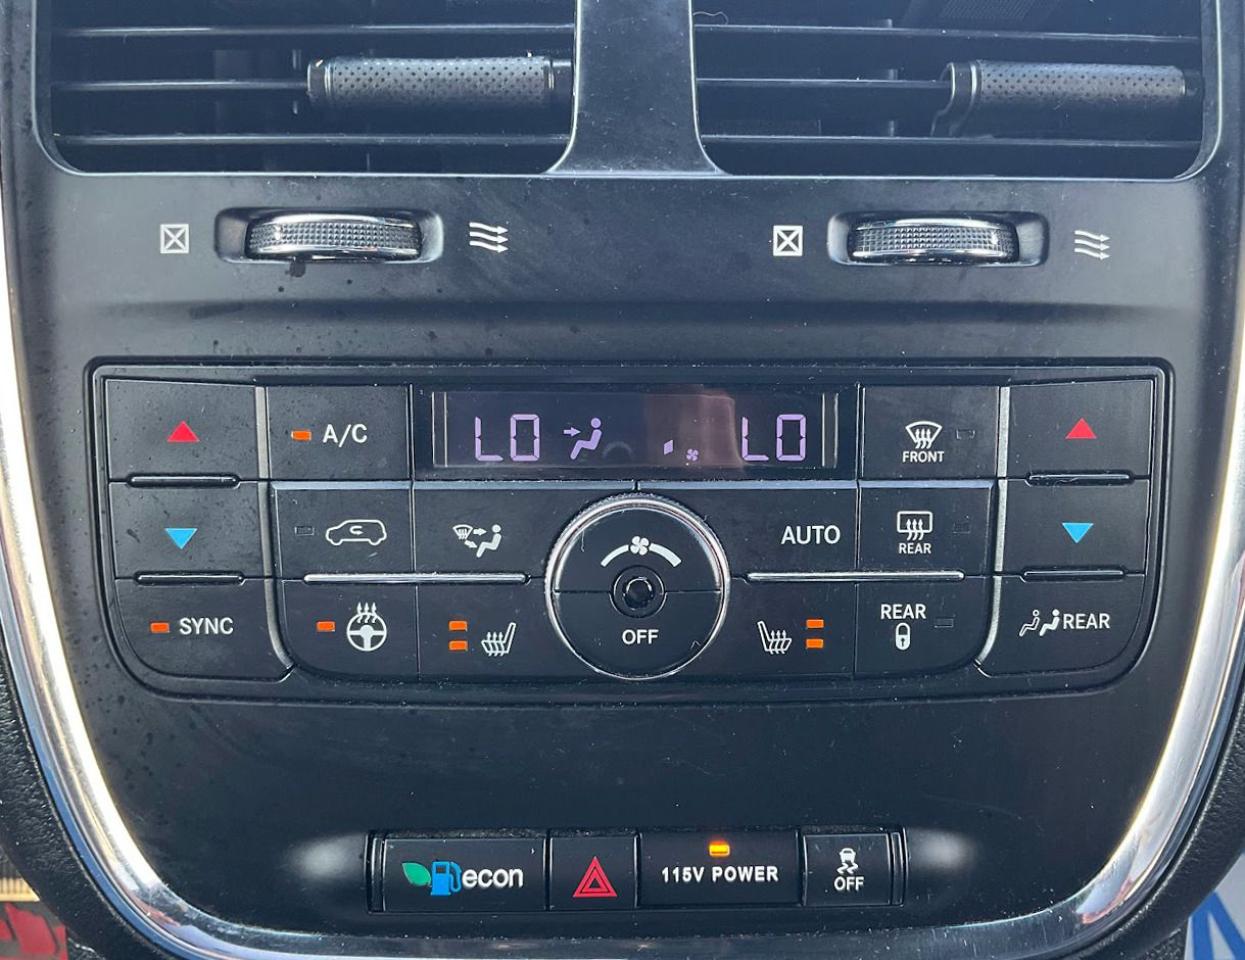 A/C
LO
LO
FRONT
AUTO
REAR
SYNC
OFF
REAR
REAR
econ
115V POWER
OFF